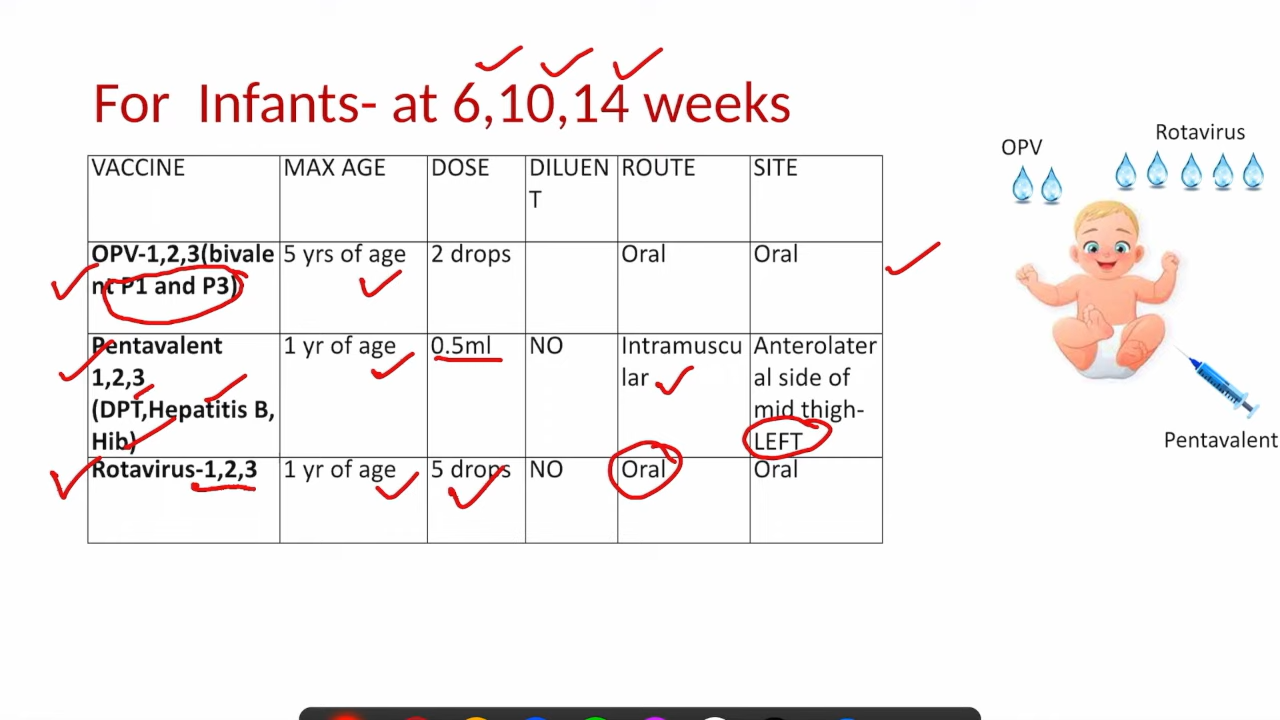 For Infants- at 6,10,14 weeks
OPV
Rotavirus
VACCINE
MAX AGE
DOSE
DILUEN
T
ROUTE
SITE
OPV-1,2,3(bivale
nt P1 and P3)
5 yrs of age
2 drops
Oral
Oral
Pentavalent
1,2,3
(DPT,Hepatitis B,
Hib)
1 yr of age
0.5ml
NO
Intramuscu
lar
Anterolater
al side of
mid thigh-
LEFT
Rotavirus-1,2,3
1 yr of age
5 drops
NO
Oral
Oral
Pentavalent